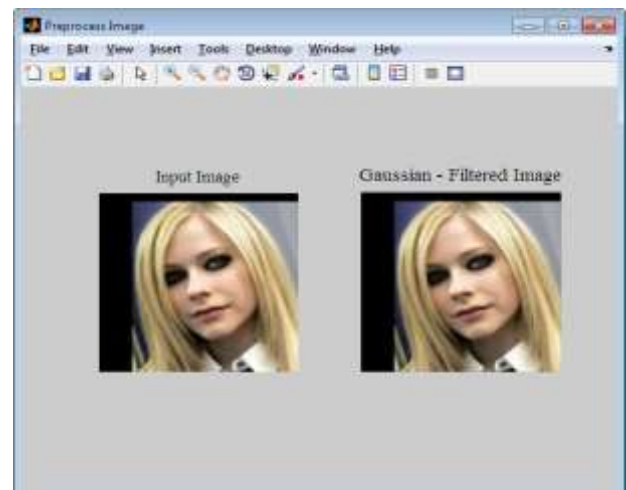 Preprocess Image
File Edit View Insert Tools Desktop Window Help
Input Image
Gaussian - Filtered Image